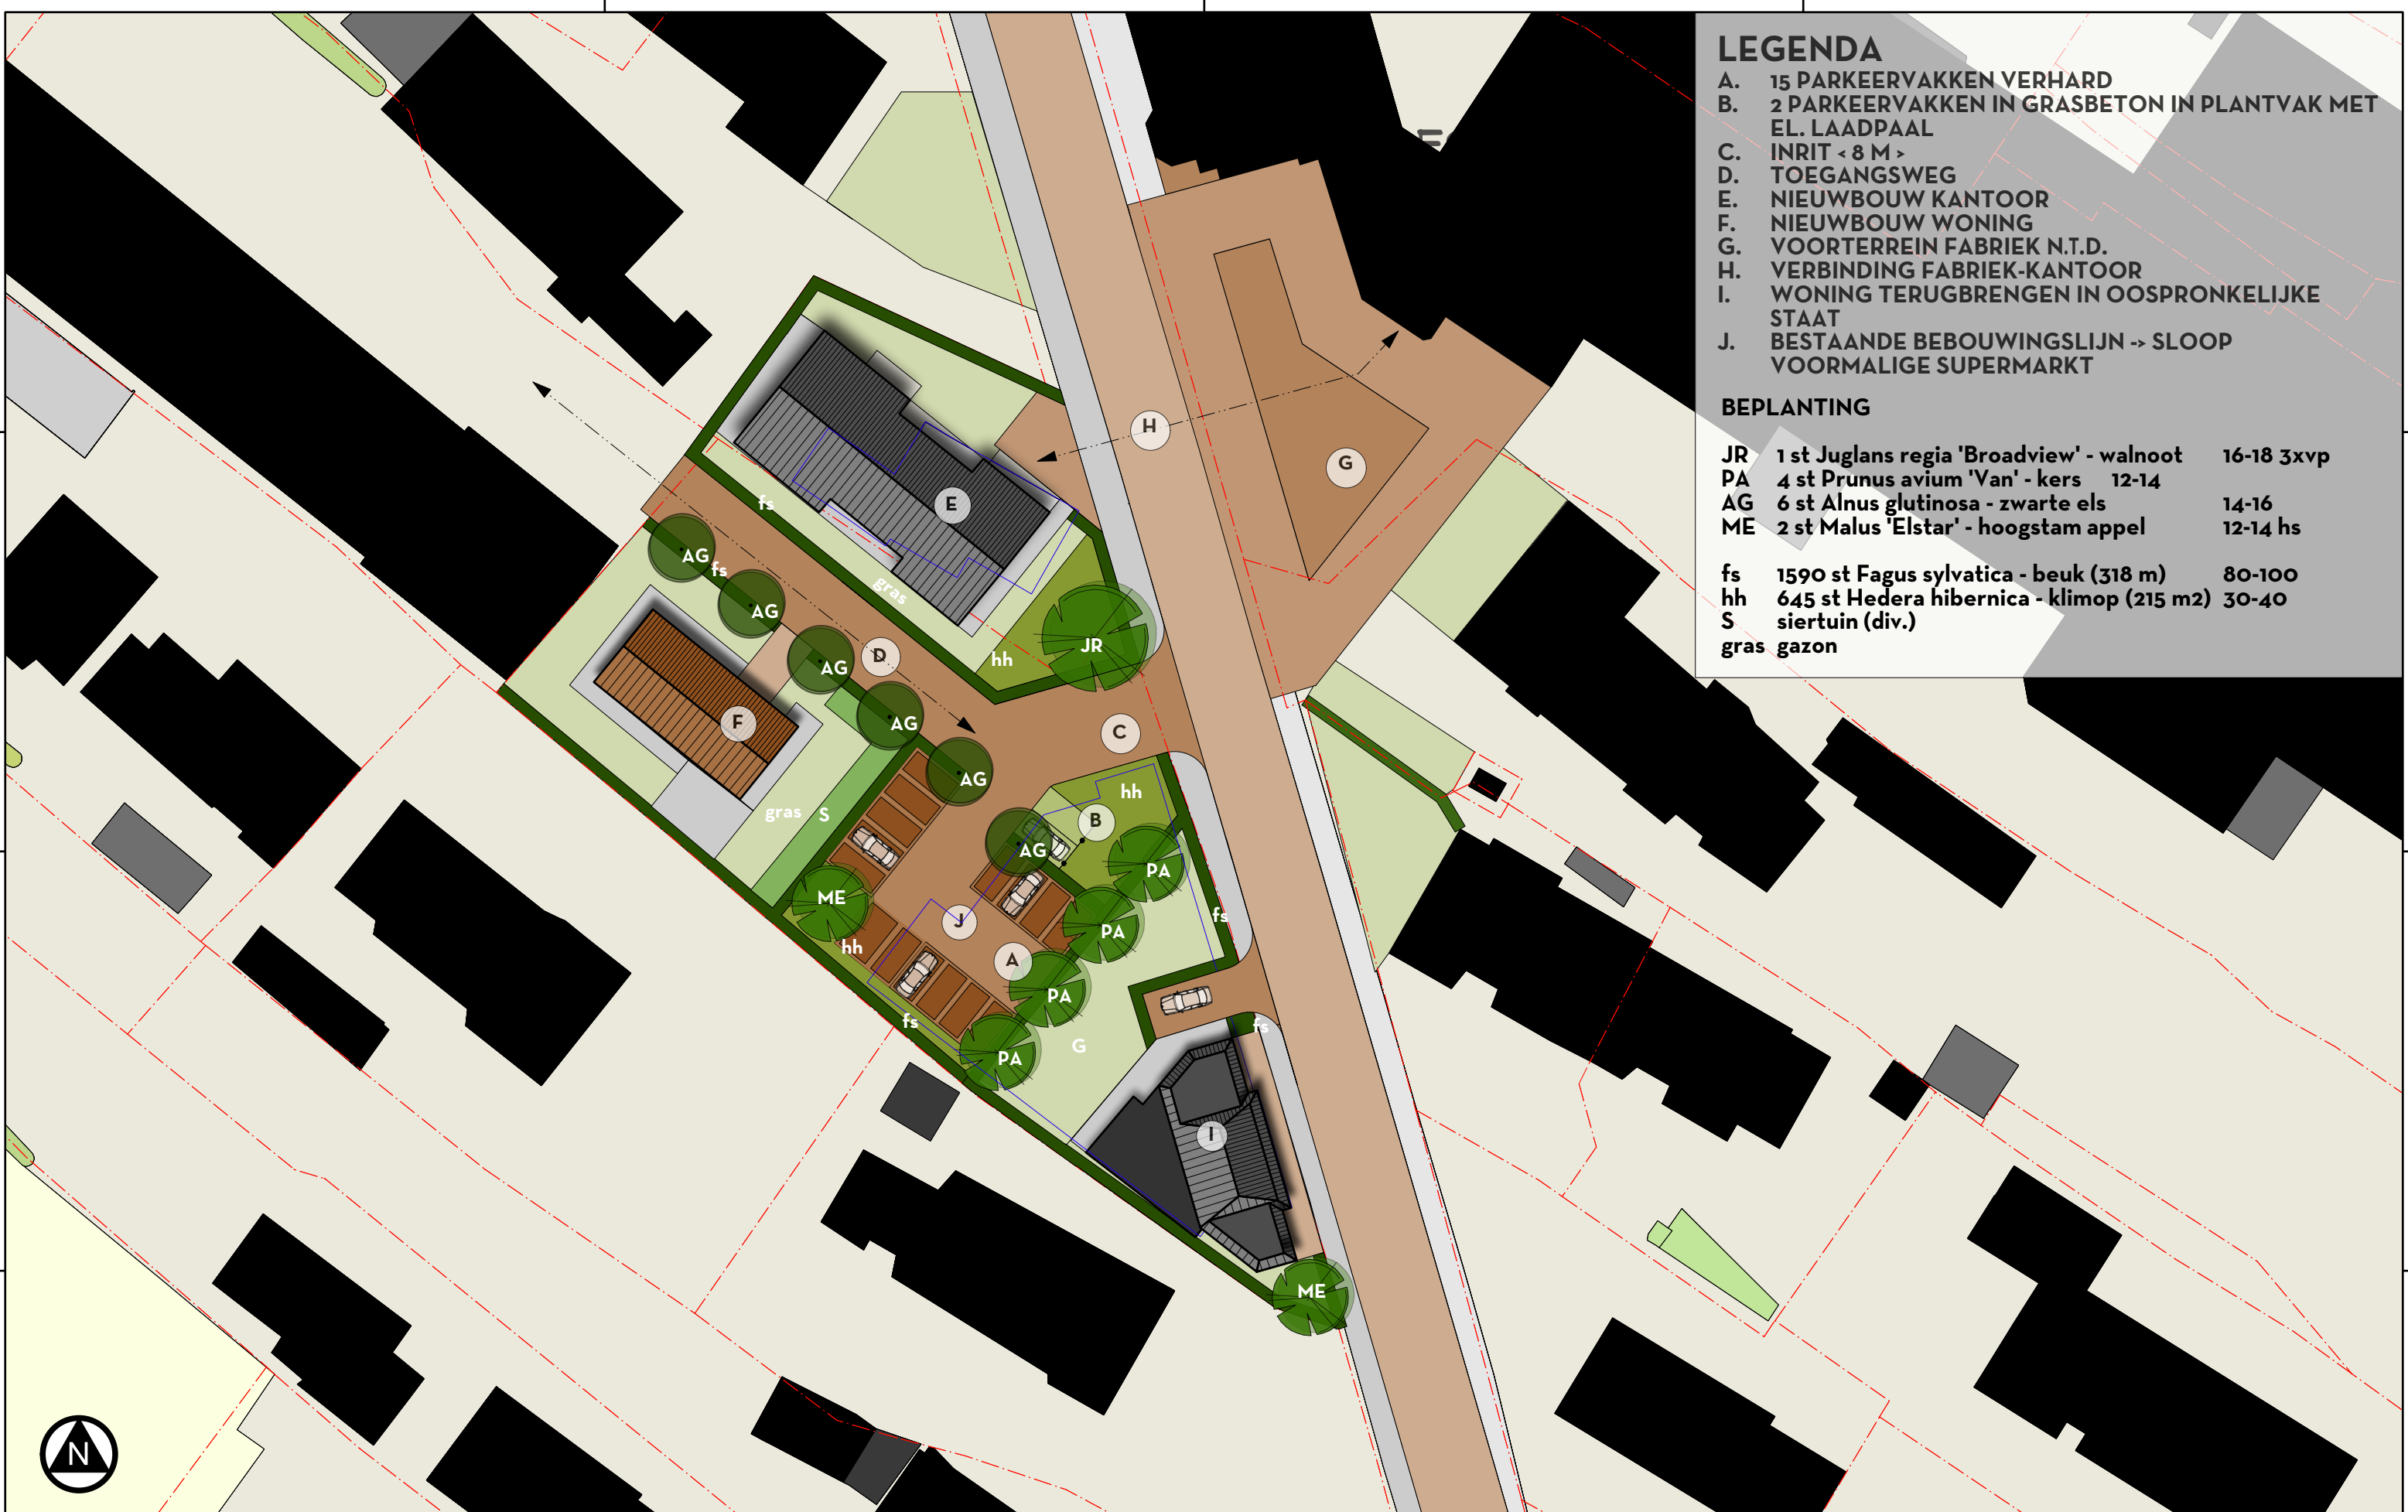 LEGENDA
A. 15 PARKEERVAKKEN VERHARD
B. 2 PARKEERVAKKEN IN GRASBETON IN PLANTVAK MET
EL. LAADPAAL
C. INRIT < 8 M >
D. TOEGANGSWEG
E. NIEUWBOUW KANTOOR
F. NIEUWBOUW WONING
G. VOORTERREIN FABRIEK N.T.D.
H. VERBINDING FABRIEK-KANTOOR
I. WONING TERUGBRENGEN IN OOSPRONKELIJKE
STAAT
J. BESTAANDE BEBOUWINGSLIJN -> SLOOP
VOORMALIGE SUPERMARKT
BEPLANTING
JR 1 st Juglans regia 'Broadview' - walnoot 16-18 3xvp
PA 4 st Prunus avium 'Van' - kers 12-14
AG 6 st Alnus glutinosa - zwarte els 14-16
ME 2 st Malus 'Elstar' - hoogstam appel 12-14 hs
fs 1590 st Fagus sylvatica - beuk (318 m) 80-100
hh 645 st Hedera hibernica - klimop (215 m2) 30-40
S siertuin (div.)
gras gazon
H
G
E
fs
AG
fs
gras
AG
JR
hh
D
AG
F
AG
C
AG
hh
gras
S
B
AG
PA
ME
fs
J
PA
hh
A
PA
fs
fs
G
PA
I
ME
N